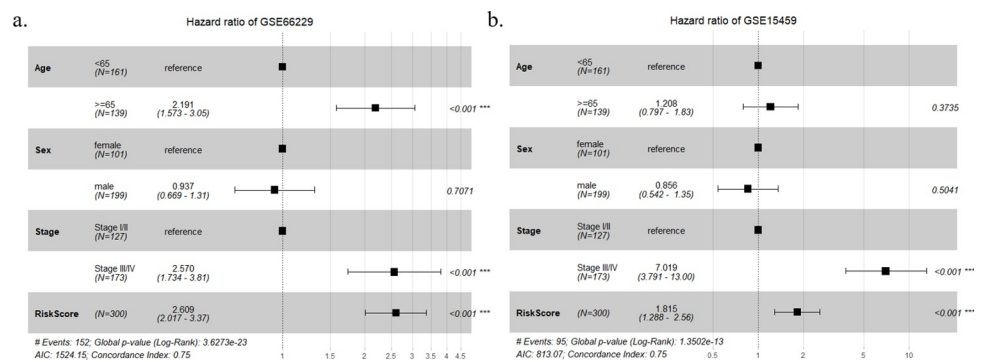 a.
Hazard ratio of GSE66229
Age <65 (N=161) reference
>=65 (N=139) 2.191 (1.573 - 3.05) <0.001 ***
Sex female (N=101) reference
male (N=199) 0.937 (0.669 - 1.31) 0.7071
Stage Stage I/II (N=127) reference
Stage III/IV (N=173) 2.570 (1.734 - 3.81) <0.001 ***
RiskScore (N=300) 2.609 (2.017 - 3.37) <0.001 ***
# Events: 152; Global p-value (Log-Rank): 3.6273e-23
AIC: 1524.15; Concordance Index: 0.75
1 1.5 2 2.5 3 3.5 4 4.5
b.
Hazard ratio of GSE15459
Age <65 (N=161) reference
>=65 (N=139) 1.208 (0.797 - 1.83) 0.3735
Sex female (N=101) reference
male (N=199) 0.856 (0.542 - 1.35) 0.5041
Stage Stage I/II (N=127) reference
Stage III/IV (N=173) 7.019 (3.791 - 13.00) <0.001 ***
RiskScore (N=300) 1.815 (1.288 - 2.56) <0.001 ***
# Events: 95; Global p-value (Log-Rank): 1.3502e-13
AIC: 813.07; Concordance Index: 0.75
0.5 1 5 10